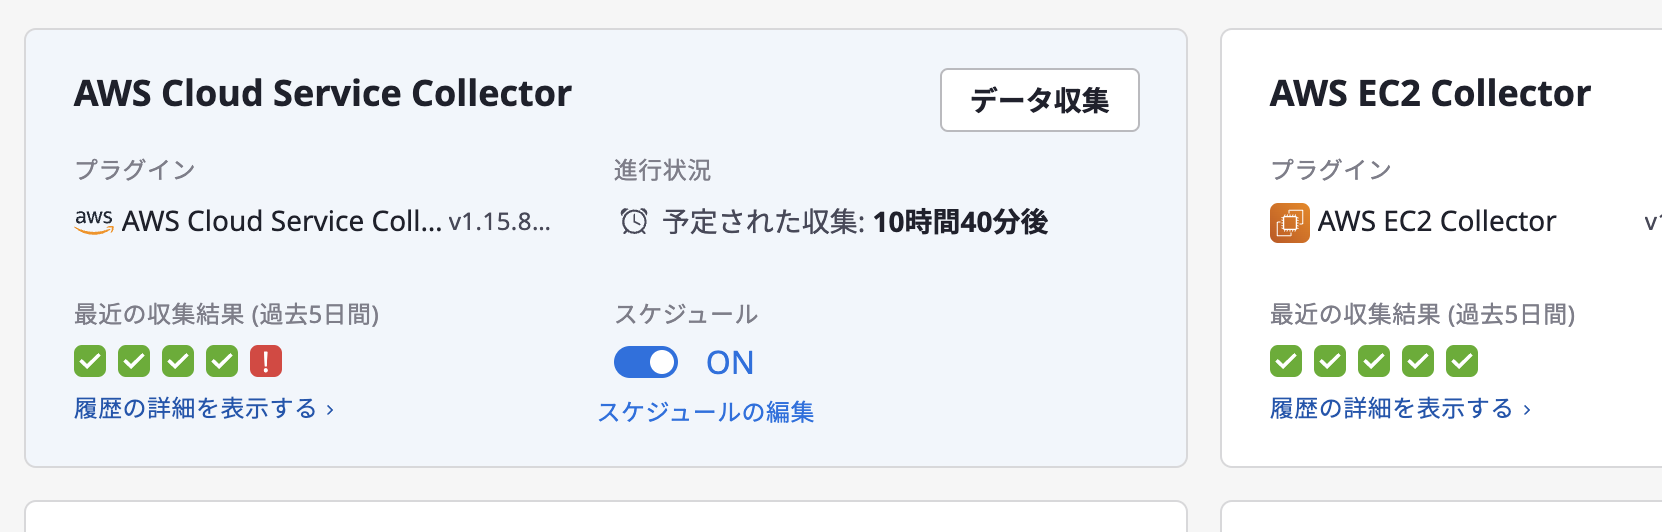 AWS Cloud Service Collector
データ収集
プラグイン
aws AWS Cloud Service Coll... v1.15.8...
進行状況
予定された収集: 10時間40分後
最近の収集結果 (過去5日間)
履歴の詳細を表示する ›
スケジュール
ON
スケジュールの編集
AWS EC2 Collector
プラグイン
AWS EC2 Collector
最近の収集結果 (過去5日間)
履歴の詳細を表示する ›